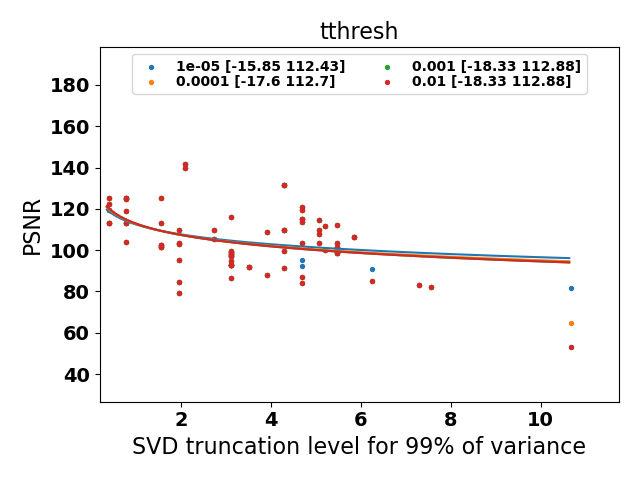 tthresh
1e-05 [-15.85 112.43]
0.0001 [-17.6 112.7]
0.001 [-18.33 112.88]
0.01 [-18.33 112.88]
180
160
140
120
100
80
60
40
PSNR
2 4 6 8 10
SVD truncation level for 99% of variance